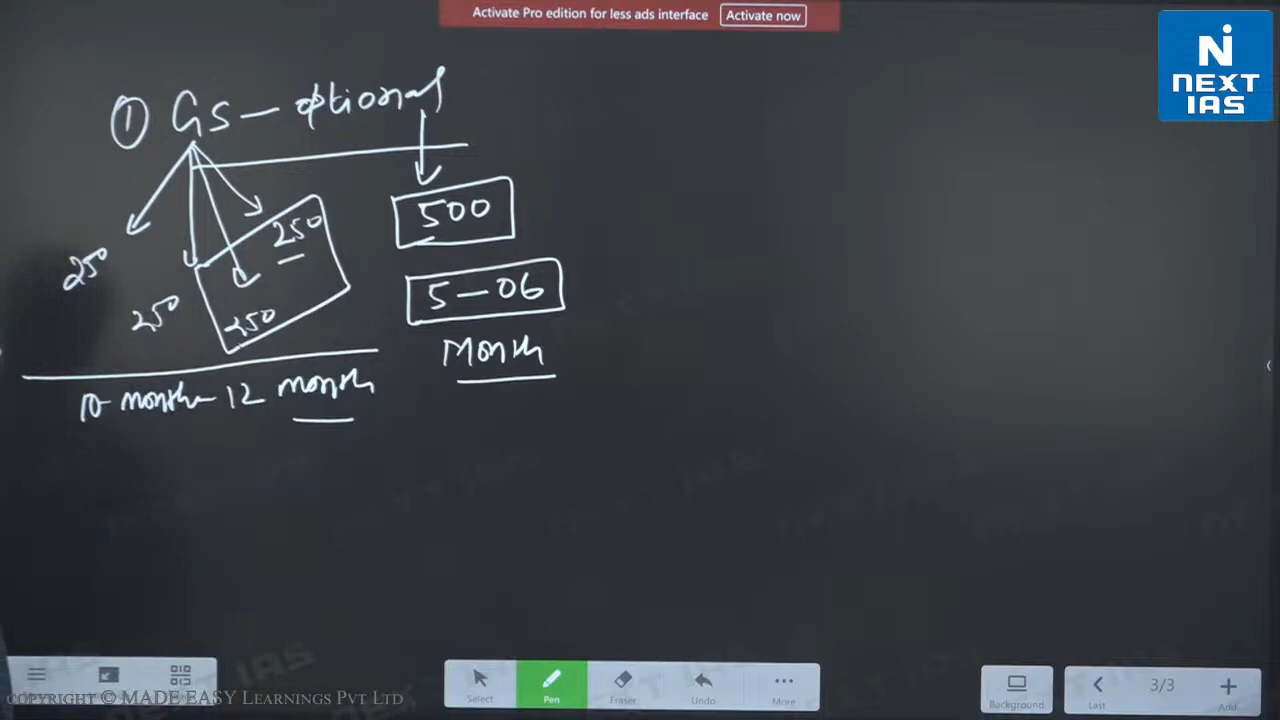 Activate Pro edition for less ads interface Activate now
NEXT
IAS
① GS - optional
500
250
250
5-06
250
250
Month
10 month - 12 month
Select Pen Eraser Undo More
Background
Last
3/3
Add
COPYRIGHT © MADE EASY LEARNINGS PVT LTD